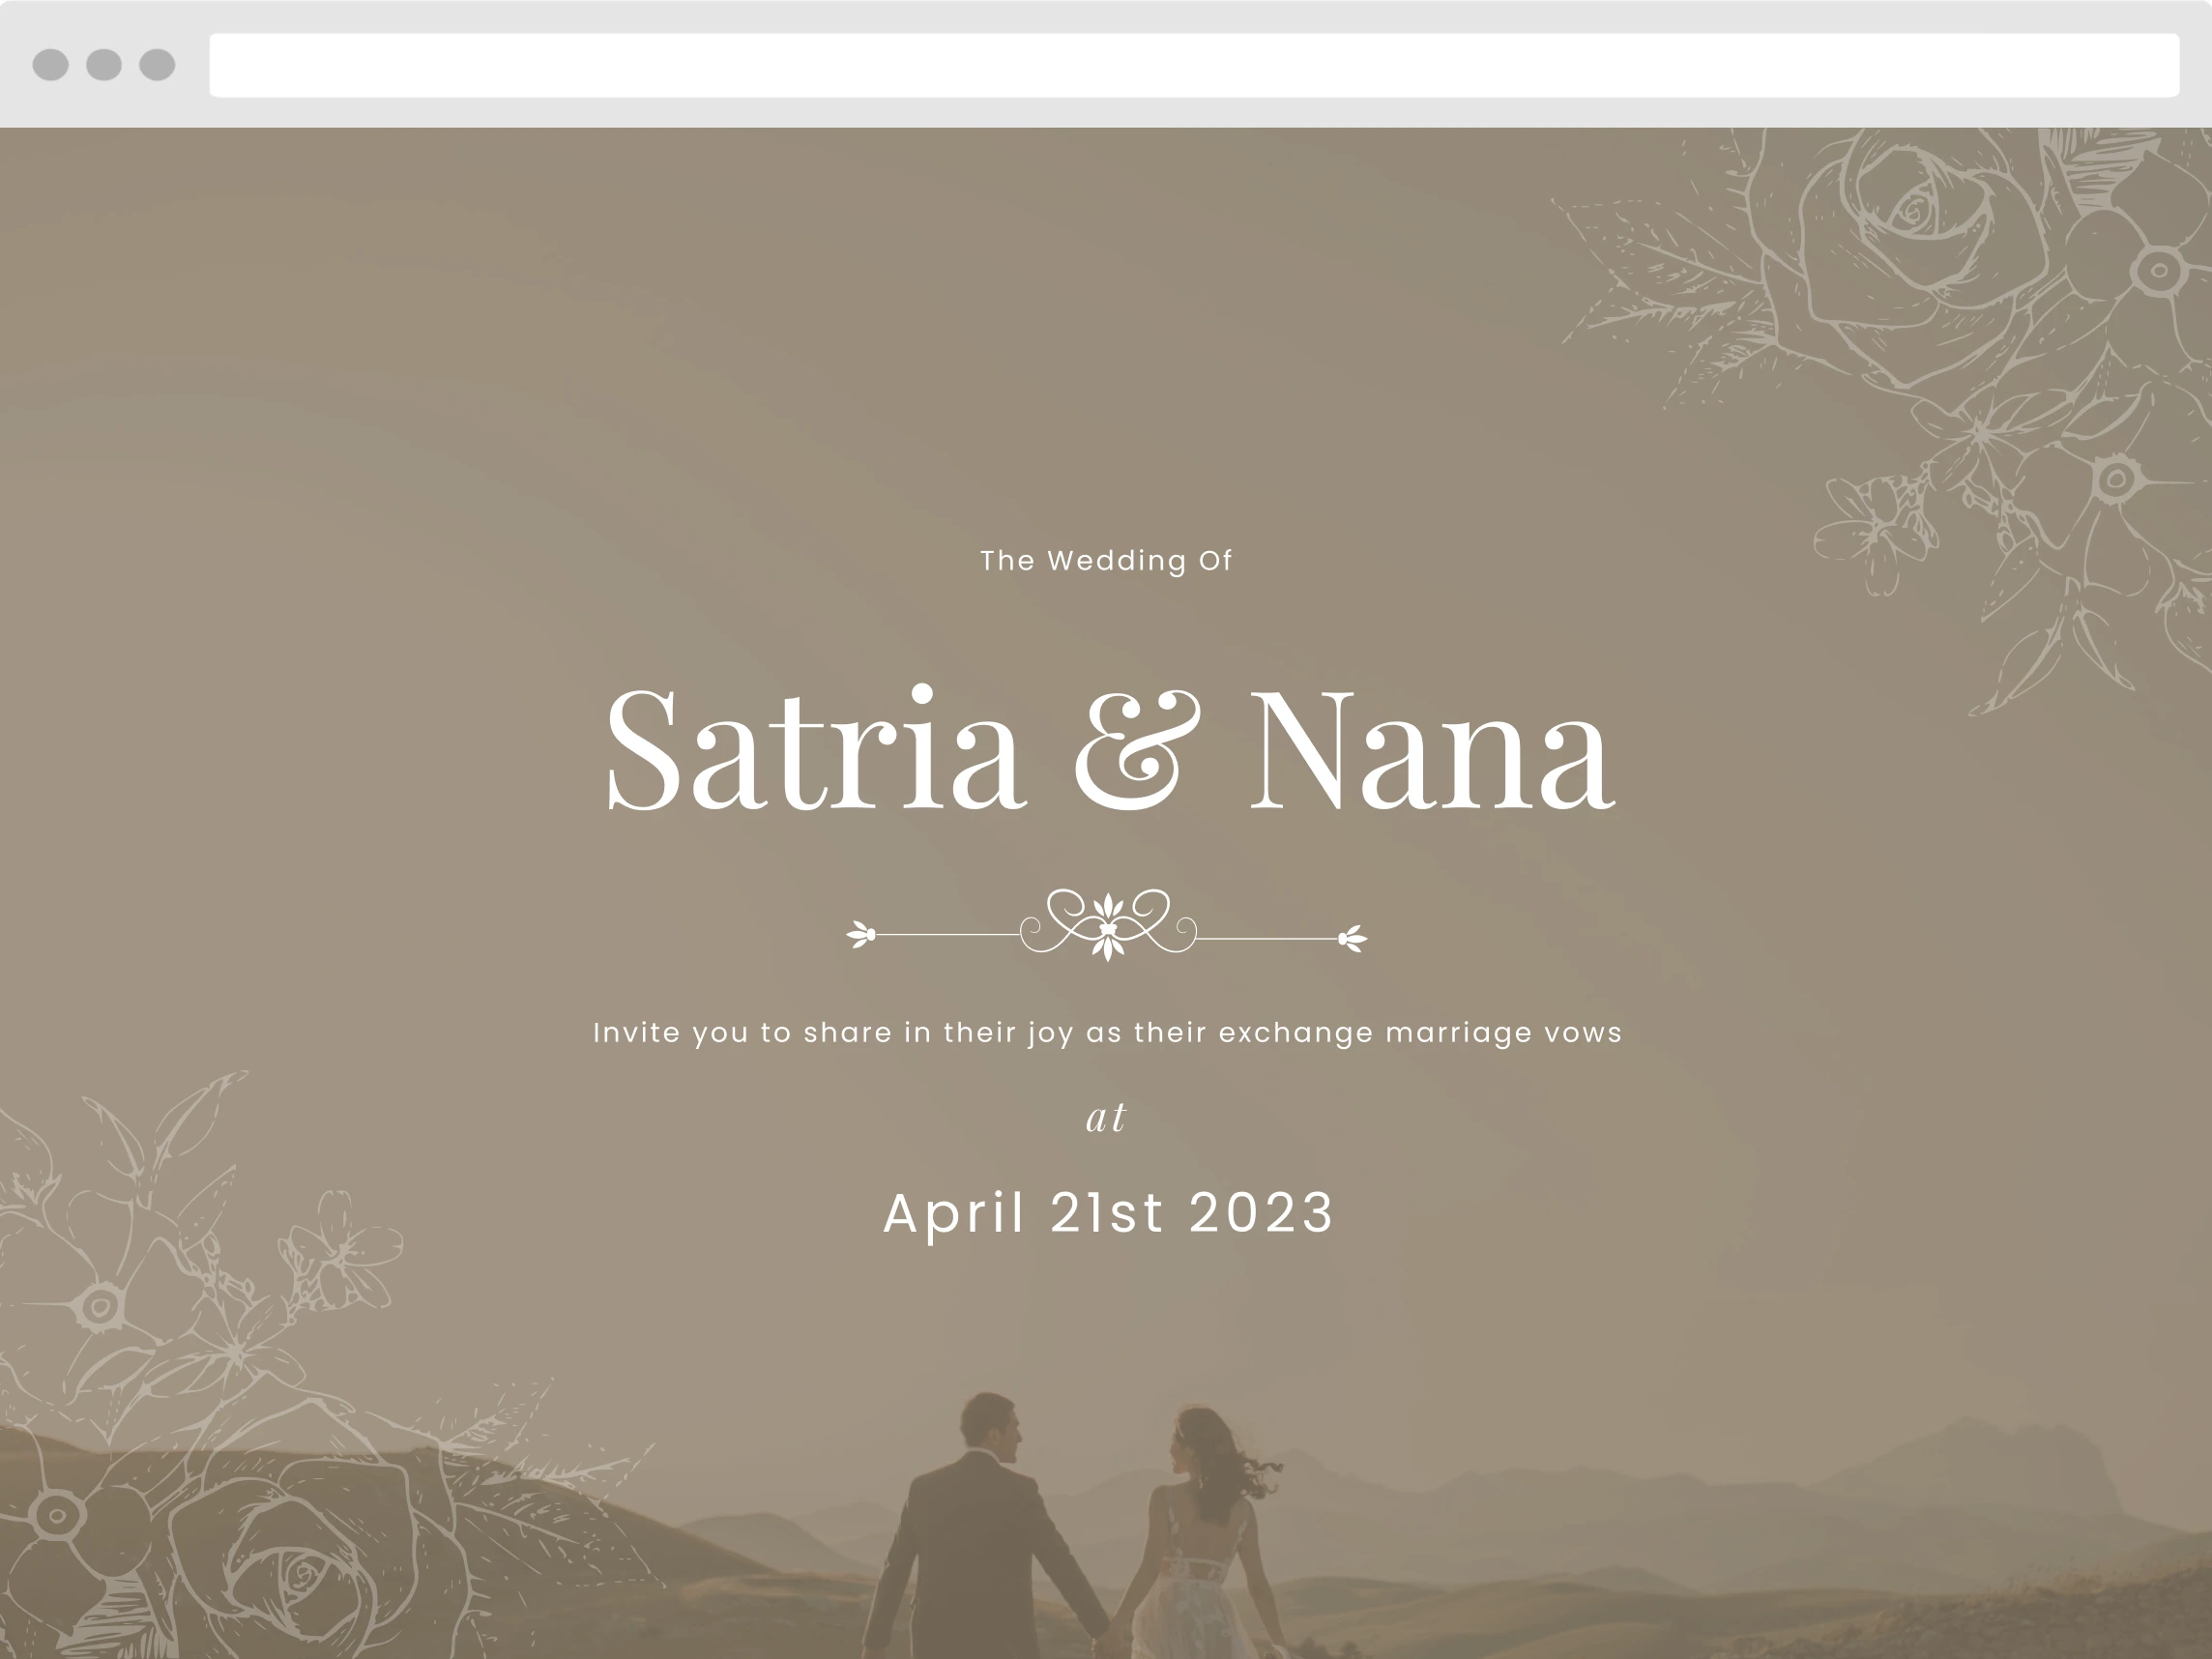 The Wedding Of
Satria & Nana
Invite you to share in their joy as their exchange marriage vows
at
April 21st 2023